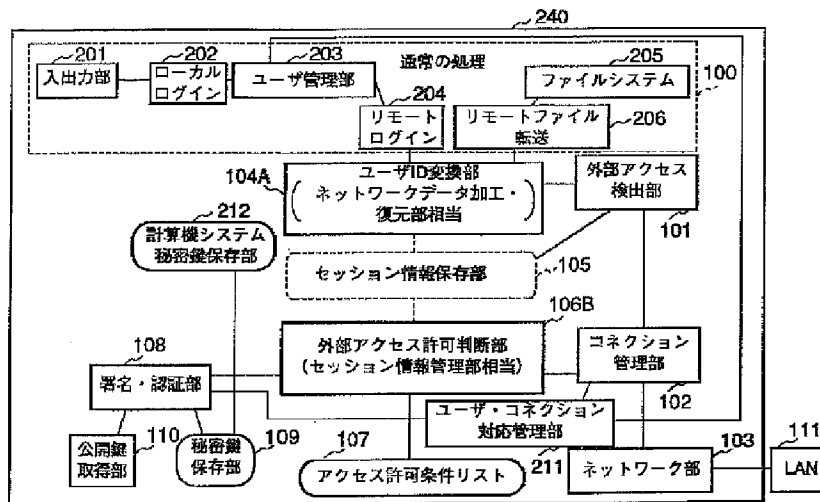 240
201
202
203
通常の処理
205
入出力部
ローカル
ログイン
ユーザ管理部
ファイルシステム
100
204
リモート
ログイン
リモートファイル
転送
206
104A
ユーザID変換部
(ネットワークデータ加工・
復元部相当)
外部アクセス
検出部
101
212
計算機システム
秘密鍵保存部
セッション情報保存部
105
106B
外部アクセス許可判断部
(セッション情報管理部相当)
コネクション
管理部
102
108
署名・認証部
ユーザ・コネクション
対応管理部
211
公開鍵
取得部
110
秘密鍵
保存部
109
107
アクセス許可条件リスト
103
ネットワーク部
111
LAN